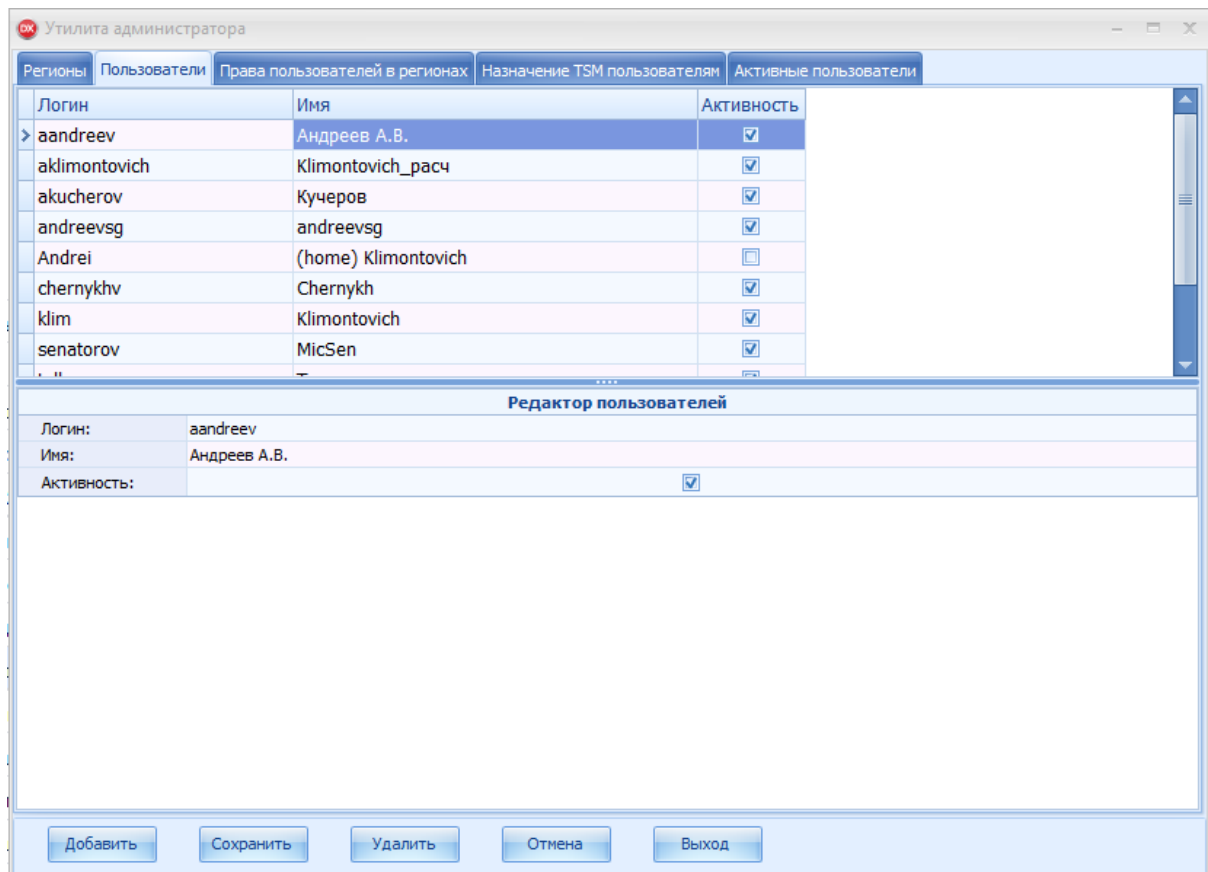 DX Утилита администратора
Регионы Пользователи Права пользователей в регионах Назначение TSM пользователям Активные пользователи
Логин Имя Активность
aandreev Андреев А.В.
aklimontovich Klimontovich_расч
akucherov Кучеров
andreevsg andreevsg
Andrei (home) Klimontovich
chernykhv Chernykh
klim Klimontovich
senatorov MicSen
Редактор пользователей
Логин: aandreev
Имя: Андреев А.В.
Активность:
Добавить Сохранить Удалить Отмена Выход